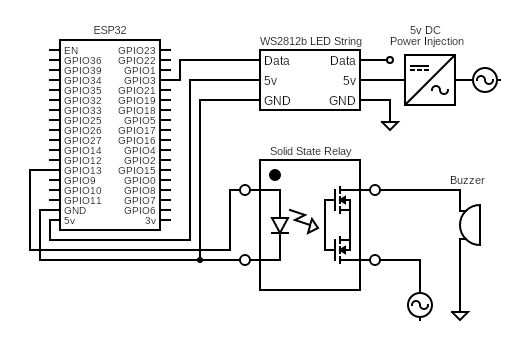 ESP32
EN GPIO23
GPIO36 GPIO22
GPIO39 GPIO1
GPIO34 GPIO3
GPIO35 GPIO21
GPIO32 GPIO19
GPIO33 GPIO18
GPIO25 GPIO5
GPIO26 GPIO17
GPIO27 GPIO16
GPIO14 GPIO4
GPIO12 GPIO2
GPIO13 GPIO15
GPIO9 GPIO0
GPIO10 GPIO8
GPIO11 GPIO7
GND GPIO6
5v 3v
WS2812b LED String
Data Data
5v 5v
GND GND
5v DC
Power Injection
Solid State Relay
Buzzer